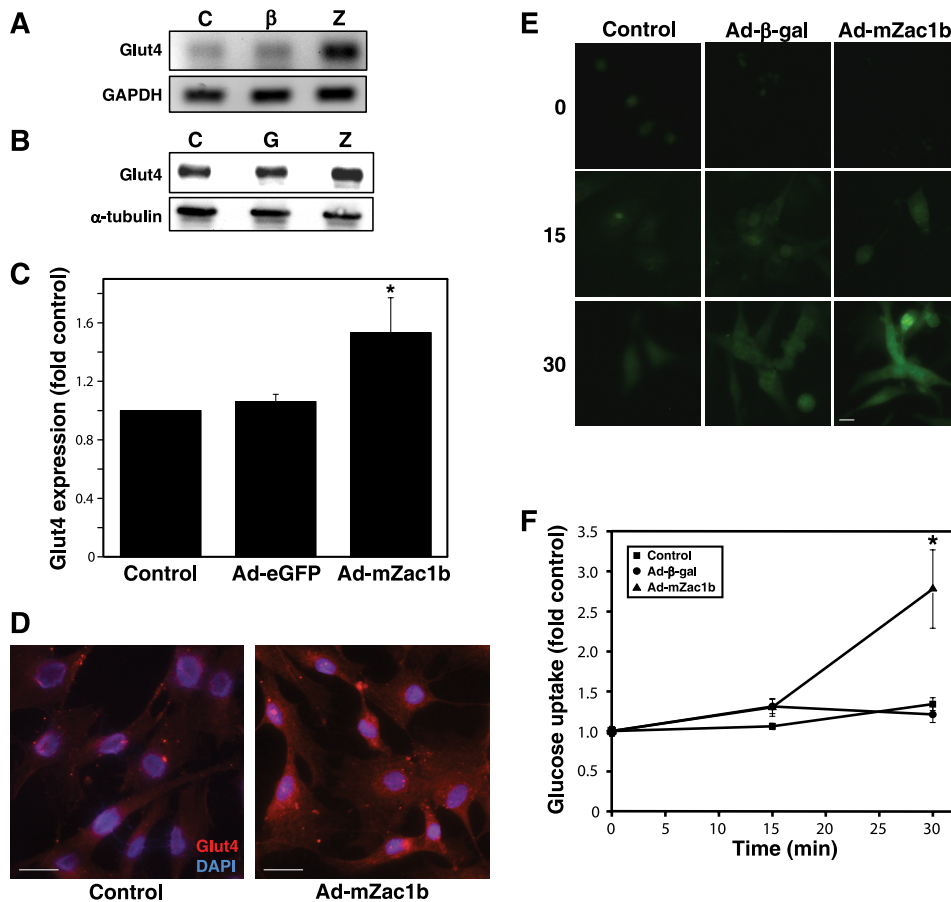 A
C β Z
Glut4
GAPDH
B
C G Z
Glut4
α-tubulin
C
Glut4 expression (fold control)
1.6
1.2
0.8
0.4
0
*
Control Ad-eGFP Ad-mZac1b
D
Glut4
DAPI
Control Ad-mZac1b
E
Control Ad-β-gal Ad-mZac1b
0
15
30
F
Glucose uptake (fold control)
3.5
3.0
2.5
2.0
1.5
1.0
0.5
0
Control
Ad-β-gal
Ad-mZac1b
*
0 5 10 15 20 25 30
Time (min)